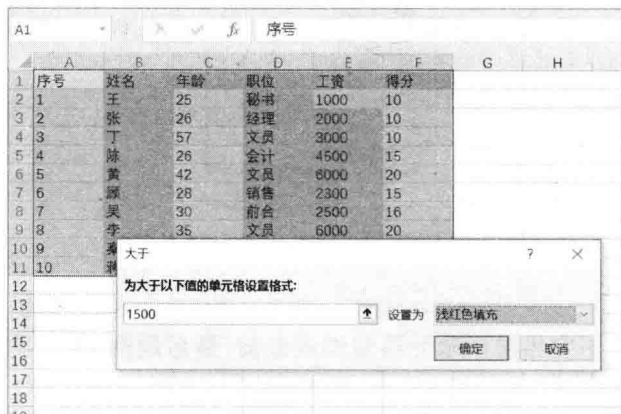 A1 fx 序号
A B C D E F G H
1 序号 姓名 年龄 职位 工资 得分
2 1 王 25 秘书 1000 10
3 2 张 26 经理 2000 10
4 3 丁 57 文员 3000 10
5 4 陈 26 会计 4500 15
6 5 黄 42 文员 6000 20
7 6 顾 28 销售 2300 15
8 7 吴 30 前台 2500 16
9 8 李 35 文员 6000 20
10 9
11 10
12
13
14
15
16
17
18
大于 ? ×
为大于以下值的单元格设置格式:
1500 设置为 浅红色填充
确定 取消